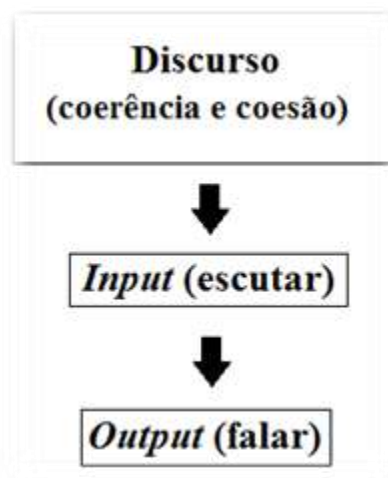 Discurso
(coerência e coesão)
Input (escutar)
Output (falar)